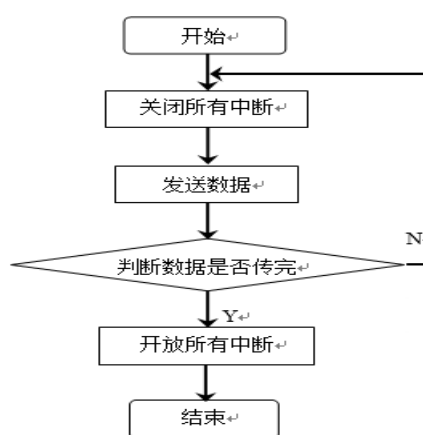 开始
关闭所有中断
发送数据
判断数据是否传完
N
Y
开放所有中断
结束